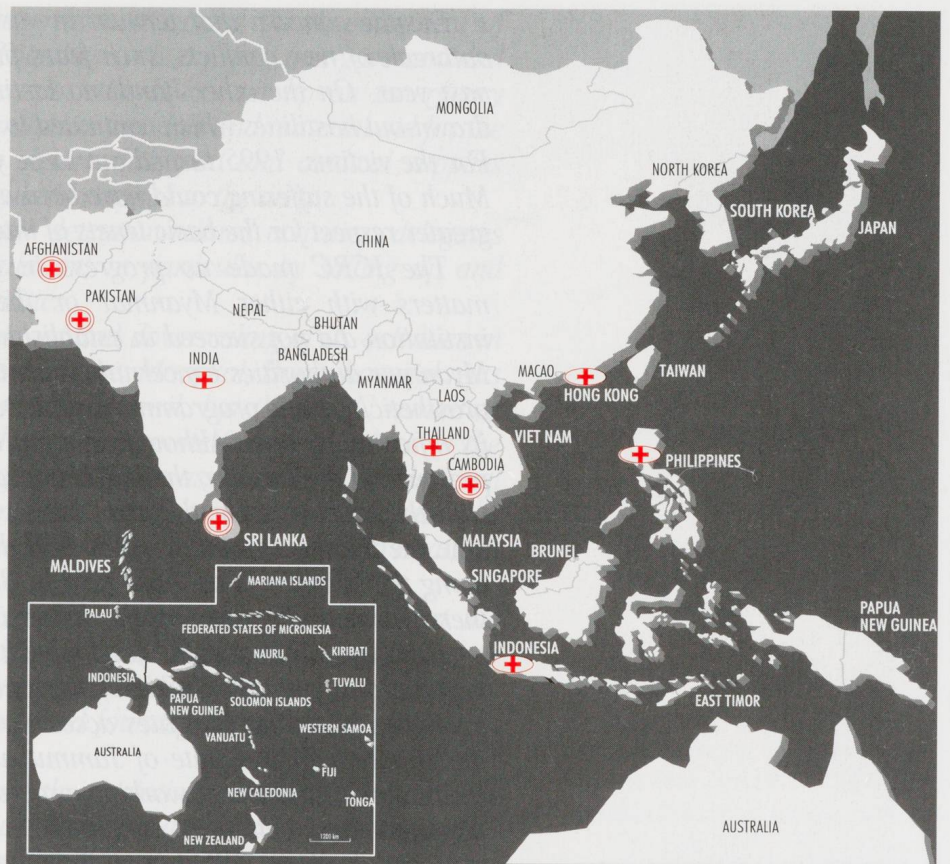 MONGOLIA
NORTH KOREA
SOUTH KOREA
JAPAN
AFGHANISTAN
CHINA
PAKISTAN
NEPAL
BHUTAN
INDIA
BANGLADESH
MACAO
TAIWAN
MYANMAR
HONG KONG
LAOS
THAILAND
VIET NAM
CAMBODIA
PHILIPPINES
SRI LANKA
MALAYSIA
BRUNEI
MALDIVES
SINGAPORE
MARIANA ISLANDS
PALAU
PAPUA
NEW GUINEA
FEDERATED STATES OF MICRONESIA
INDONESIA
NAURU
KIRIBATI
INDONESIA
TUVALU
PAPUA
NEW GUINEA
SOLOMON ISLANDS
EAST TIMOR
WESTERN SAMOA
VANUATU
AUSTRALIA
FIJI
NEW CALEDONIA
TONGA
AUSTRALIA
NEW ZEALAND
1200 km